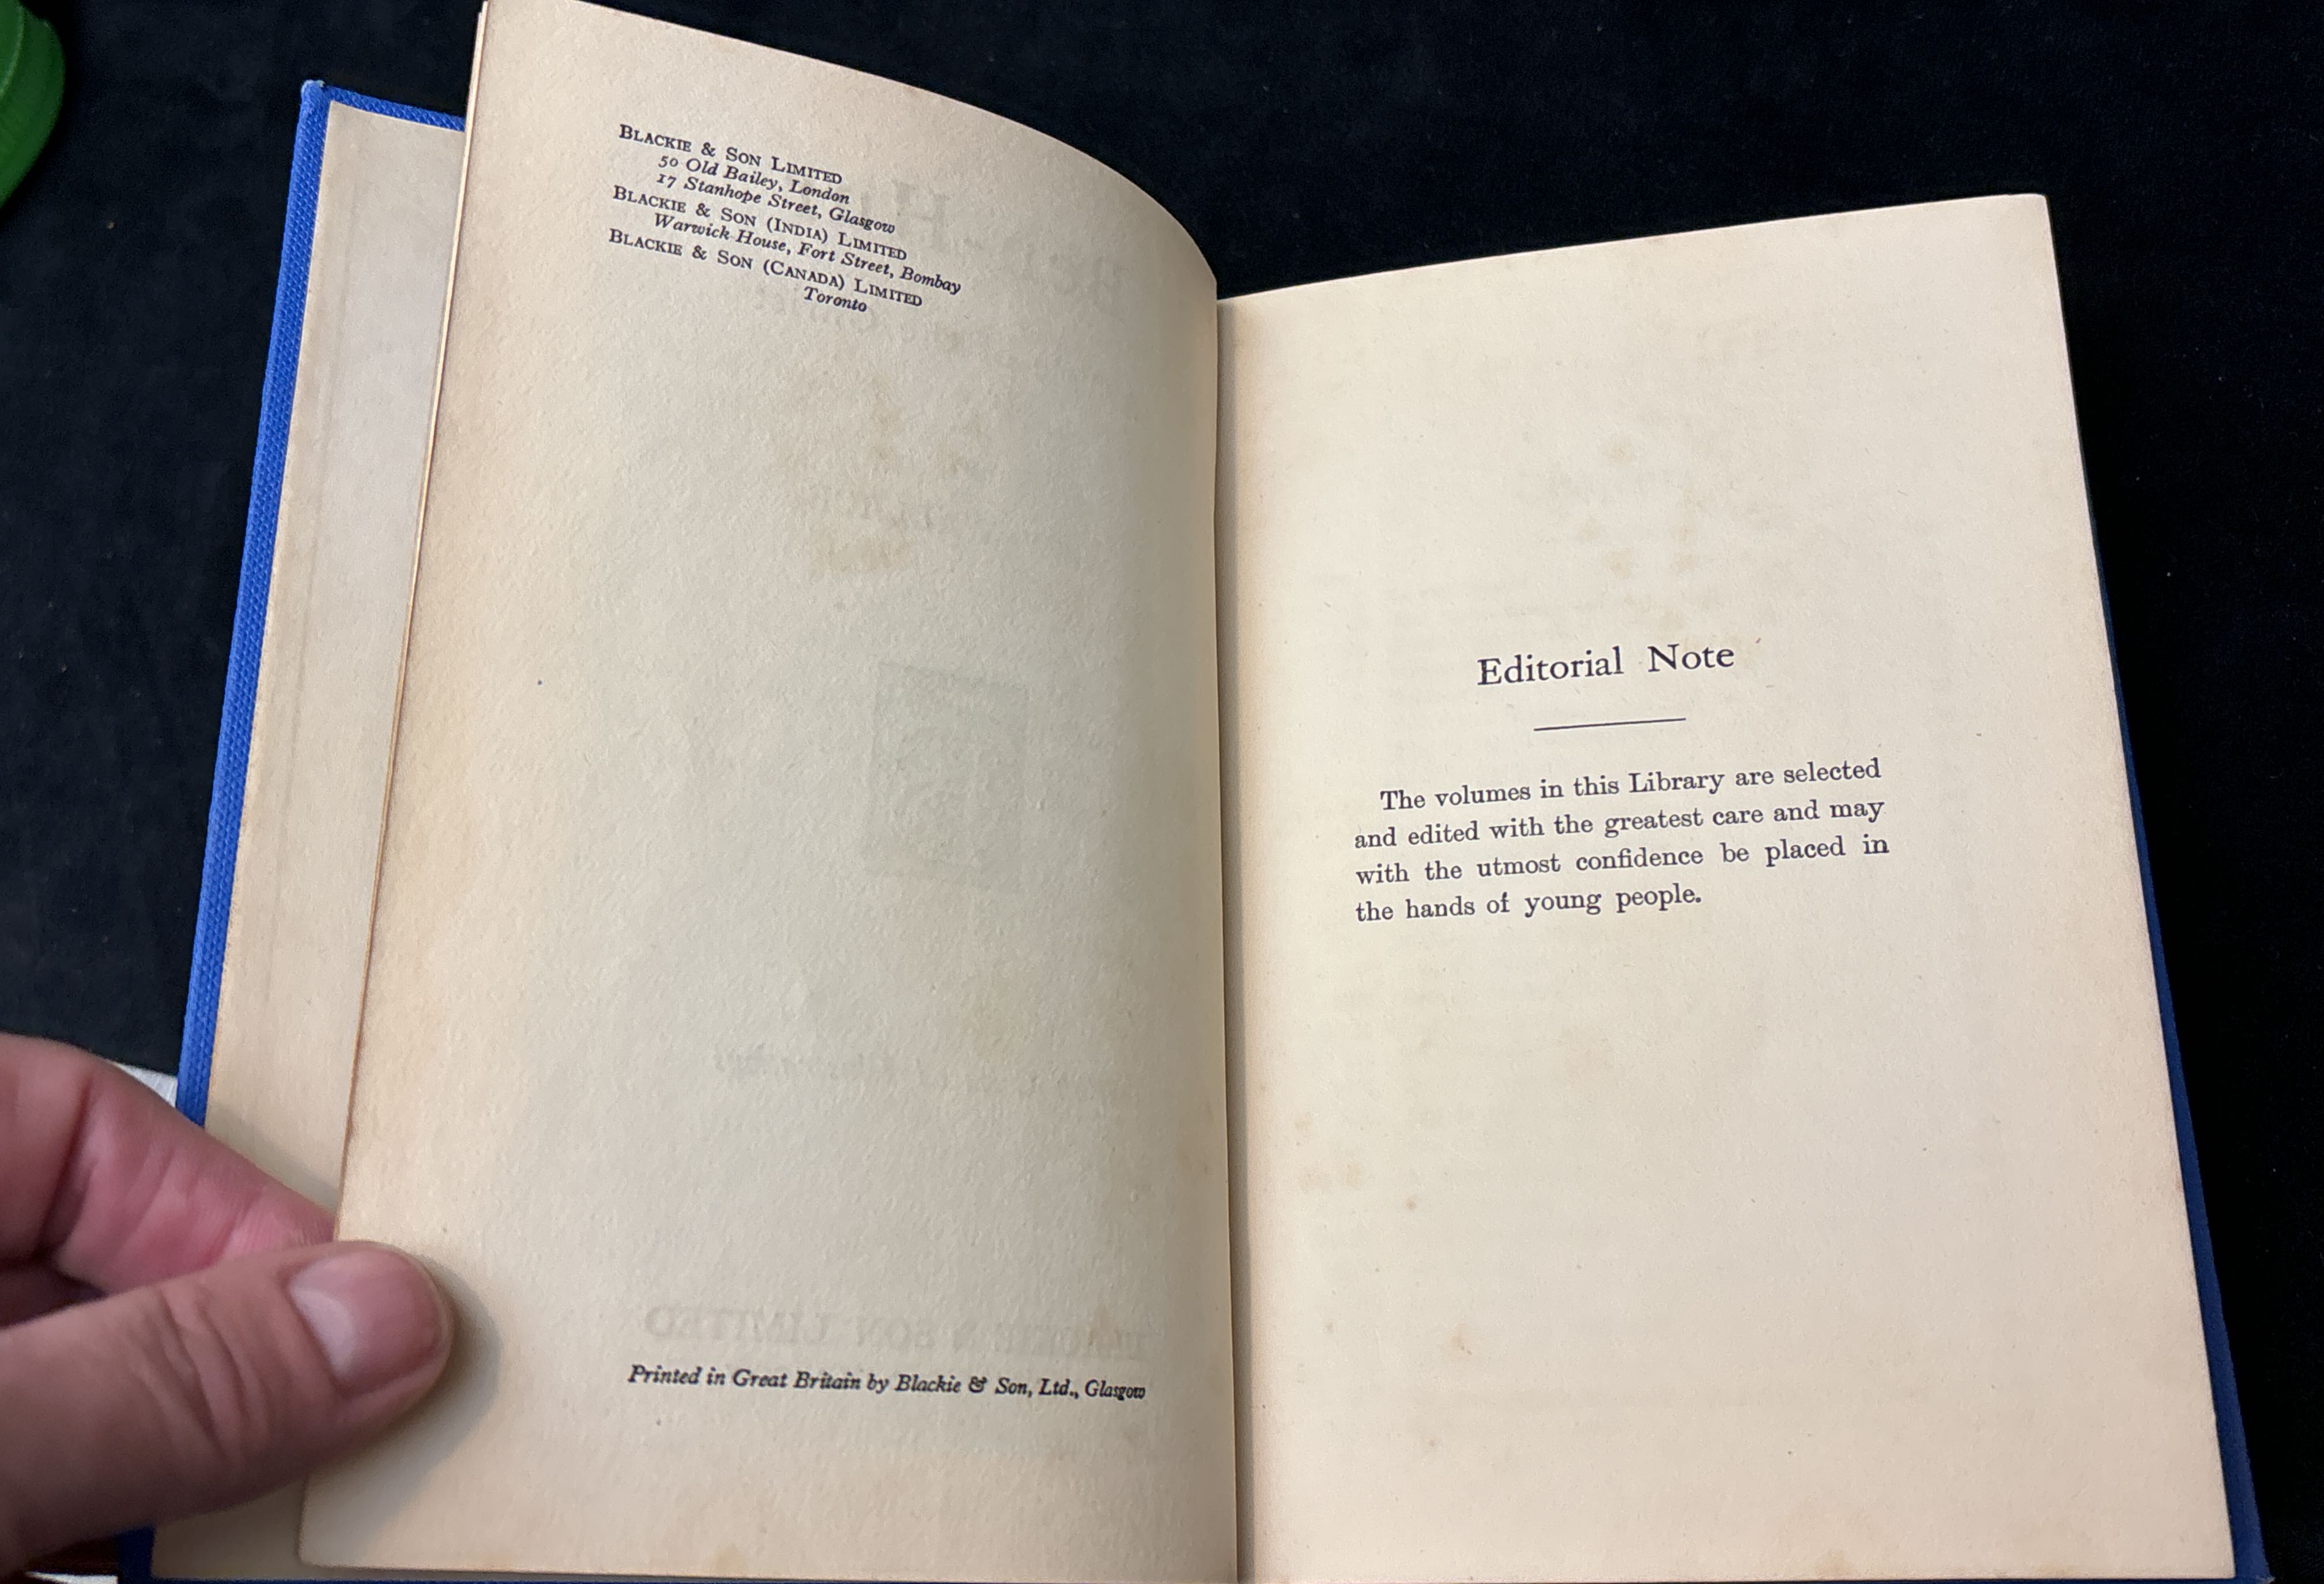 BLACKIE & SON LIMITED
50 Old Bailey, London
17 Stanhope Street, Glasgow
BLACKIE & SON (INDIA) LIMITED
Warwick House, Fort Street, Bombay
BLACKIE & SON (CANADA) LIMITED
Toronto
BLACKIE & SON LIMITED
Printed in Great Britain by Blackie & Son, Ltd., Glasgow
Editorial Note
The volumes in this Library are selected
and edited with the greatest care and may
with the utmost confidence be placed in
the hands of young people.